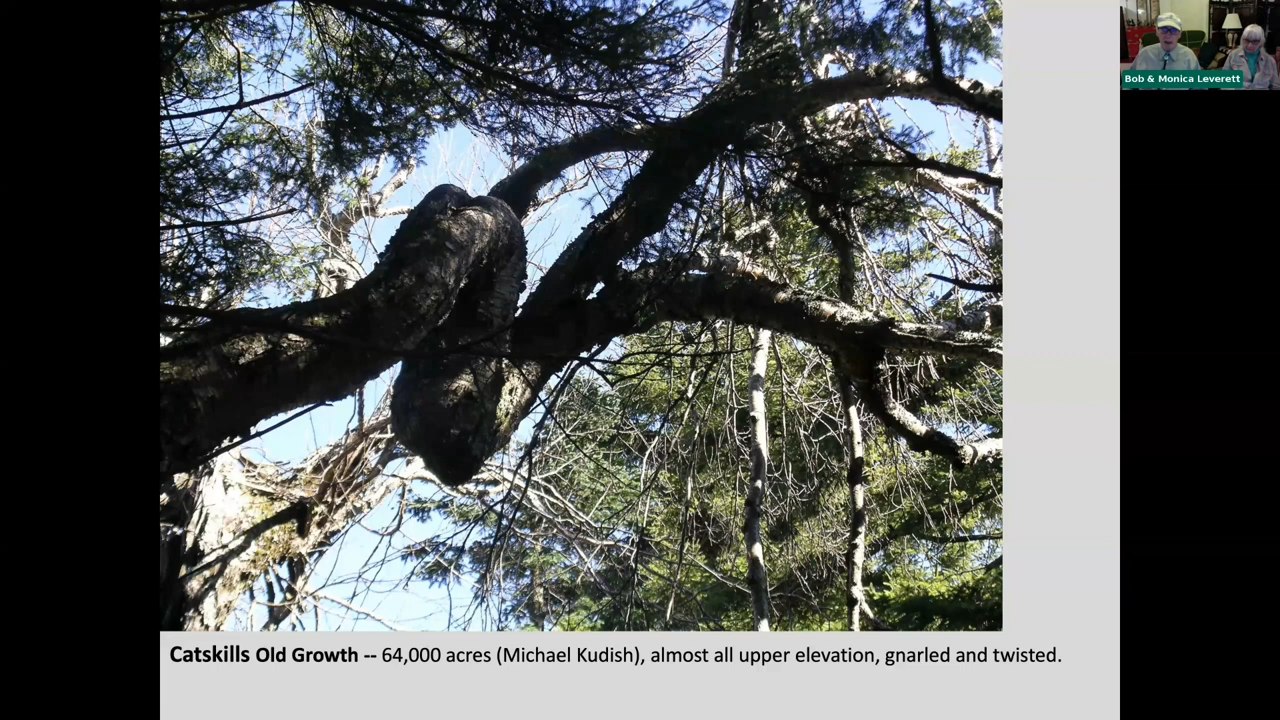 Bob & Monica Leverett
Catskills Old Growth -- 64,000 acres (Michael Kudish), almost all upper elevation, gnarled and twisted.